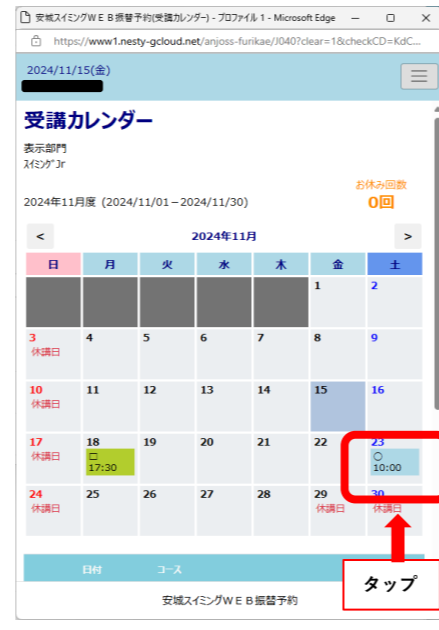 安城スイミングＷＥＢ振替予約(受講カレンダー) - プロファイル 1 - Microsoft Edge
https://www1.nesty-gcloud.net/anjoss-furikae/J040?clear=1&checkCD=KdC...
2024/11/15(金)
受講カレンダー
表示部門
ｽｲﾐﾝｸﾞJr
お休み回数
2024年11月度 (2024/11/01－2024/11/30)
0回
< 2024年11月 >
日 月 火 水 木 金 土
1 2
3 4 5 6 7 8 9
休講日
10 11 12 13 14 15 16
休講日
17 18 19 20 21 22 23
休講日 □ ○
17:30 10:00
24 25 26 27 28 29 30
休講日 休講日 休講日
日付 コース
タップ
安城スイミングＷＥＢ振替予約